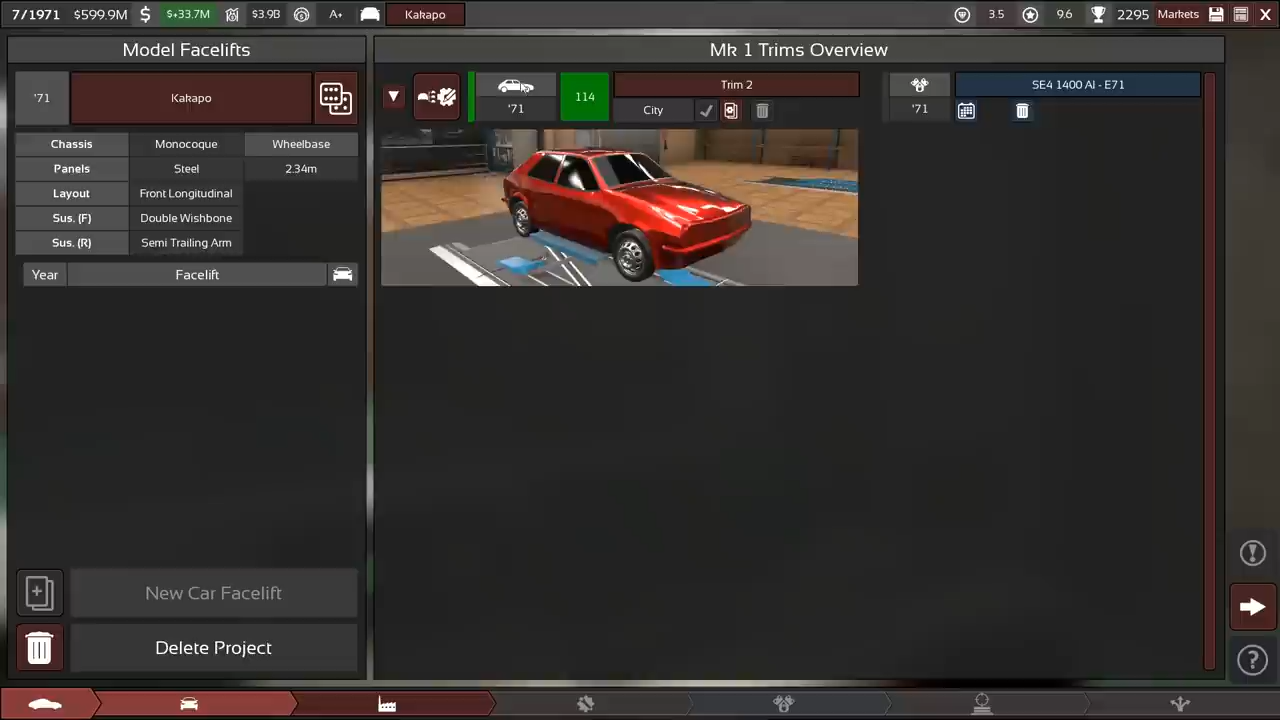 7/1971 $599.9M $ $+33.7M $3.9B A+ Kakapo 3.5 9.6 2295 Markets
Model Facelifts
'71 Kakapo
Chassis Monocoque Wheelbase
Panels Steel 2.34m
Layout Front Longitudinal
Sus. (F) Double Wishbone
Sus. (R) Semi Trailing Arm
Year Facelift
New Car Facelift
Delete Project
Mk 1 Trims Overview
'71 114 Trim 2
City
SE4 1400 AI - E71
'71